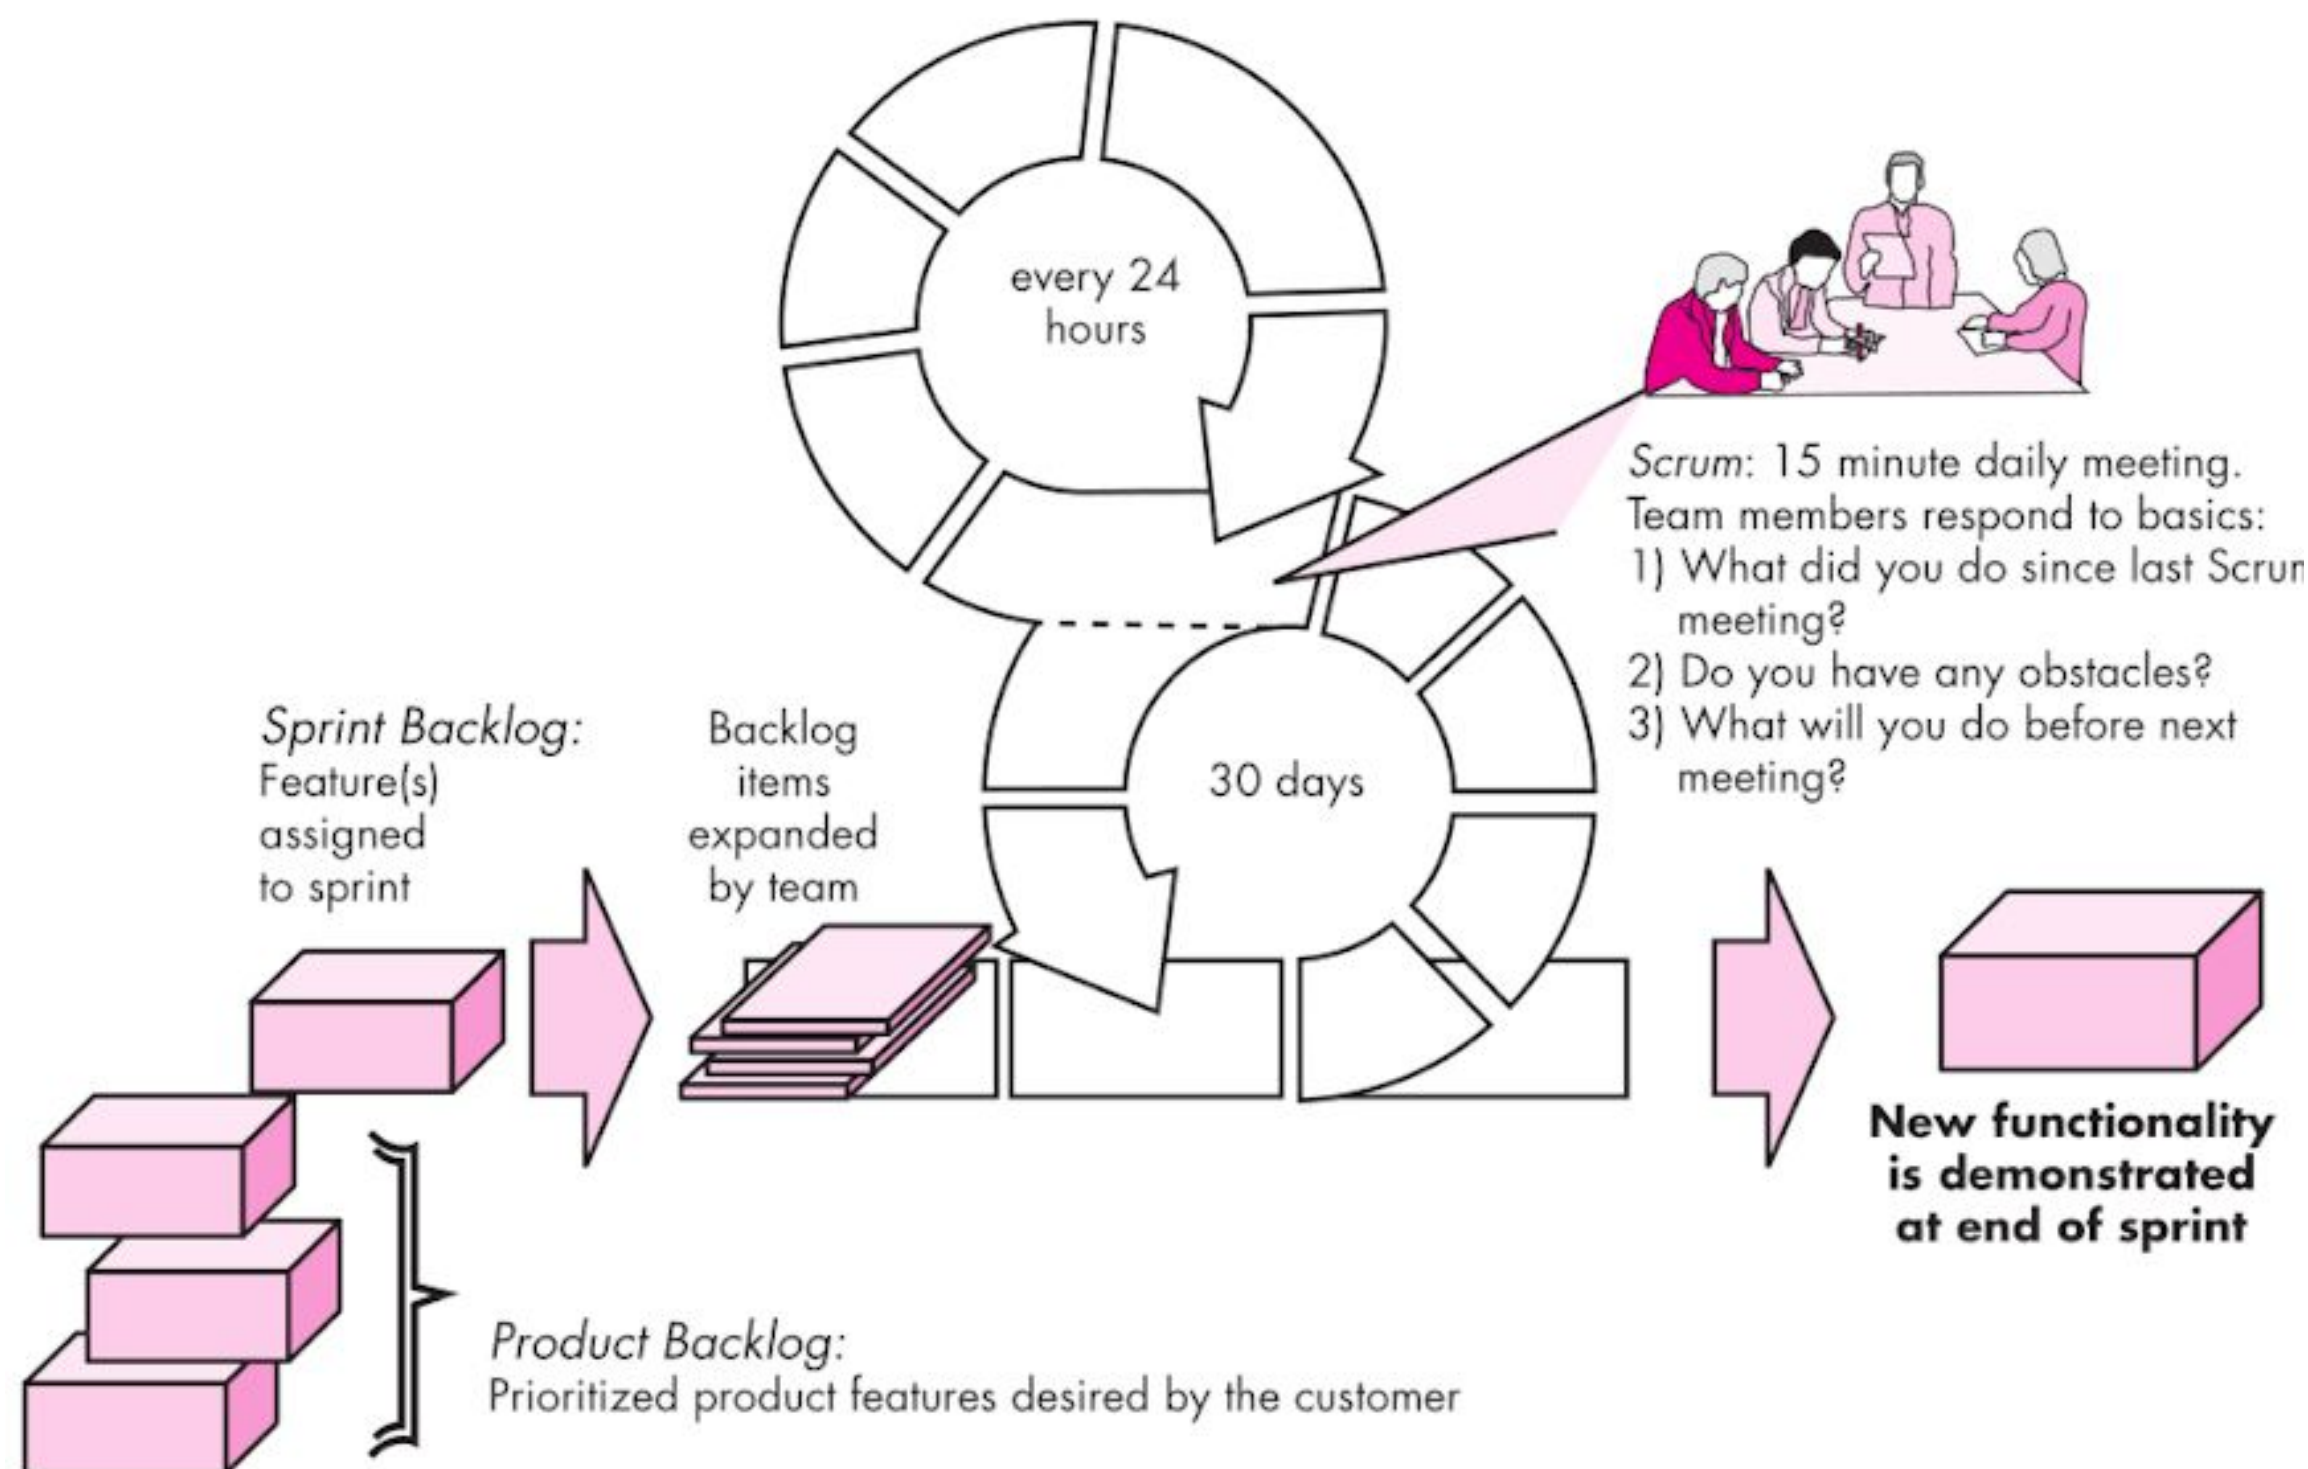 every 24
hours
Scrum: 15 minute daily meeting.
Team members respond to basics:
1) What did you do since last Scrum
meeting?
2) Do you have any obstacles?
3) What will you do before next
meeting?
Sprint Backlog:
Feature(s)
assigned
to sprint
Backlog
items
expanded
by team
30 days
New functionality
is demonstrated
at end of sprint
Product Backlog:
Prioritized product features desired by the customer